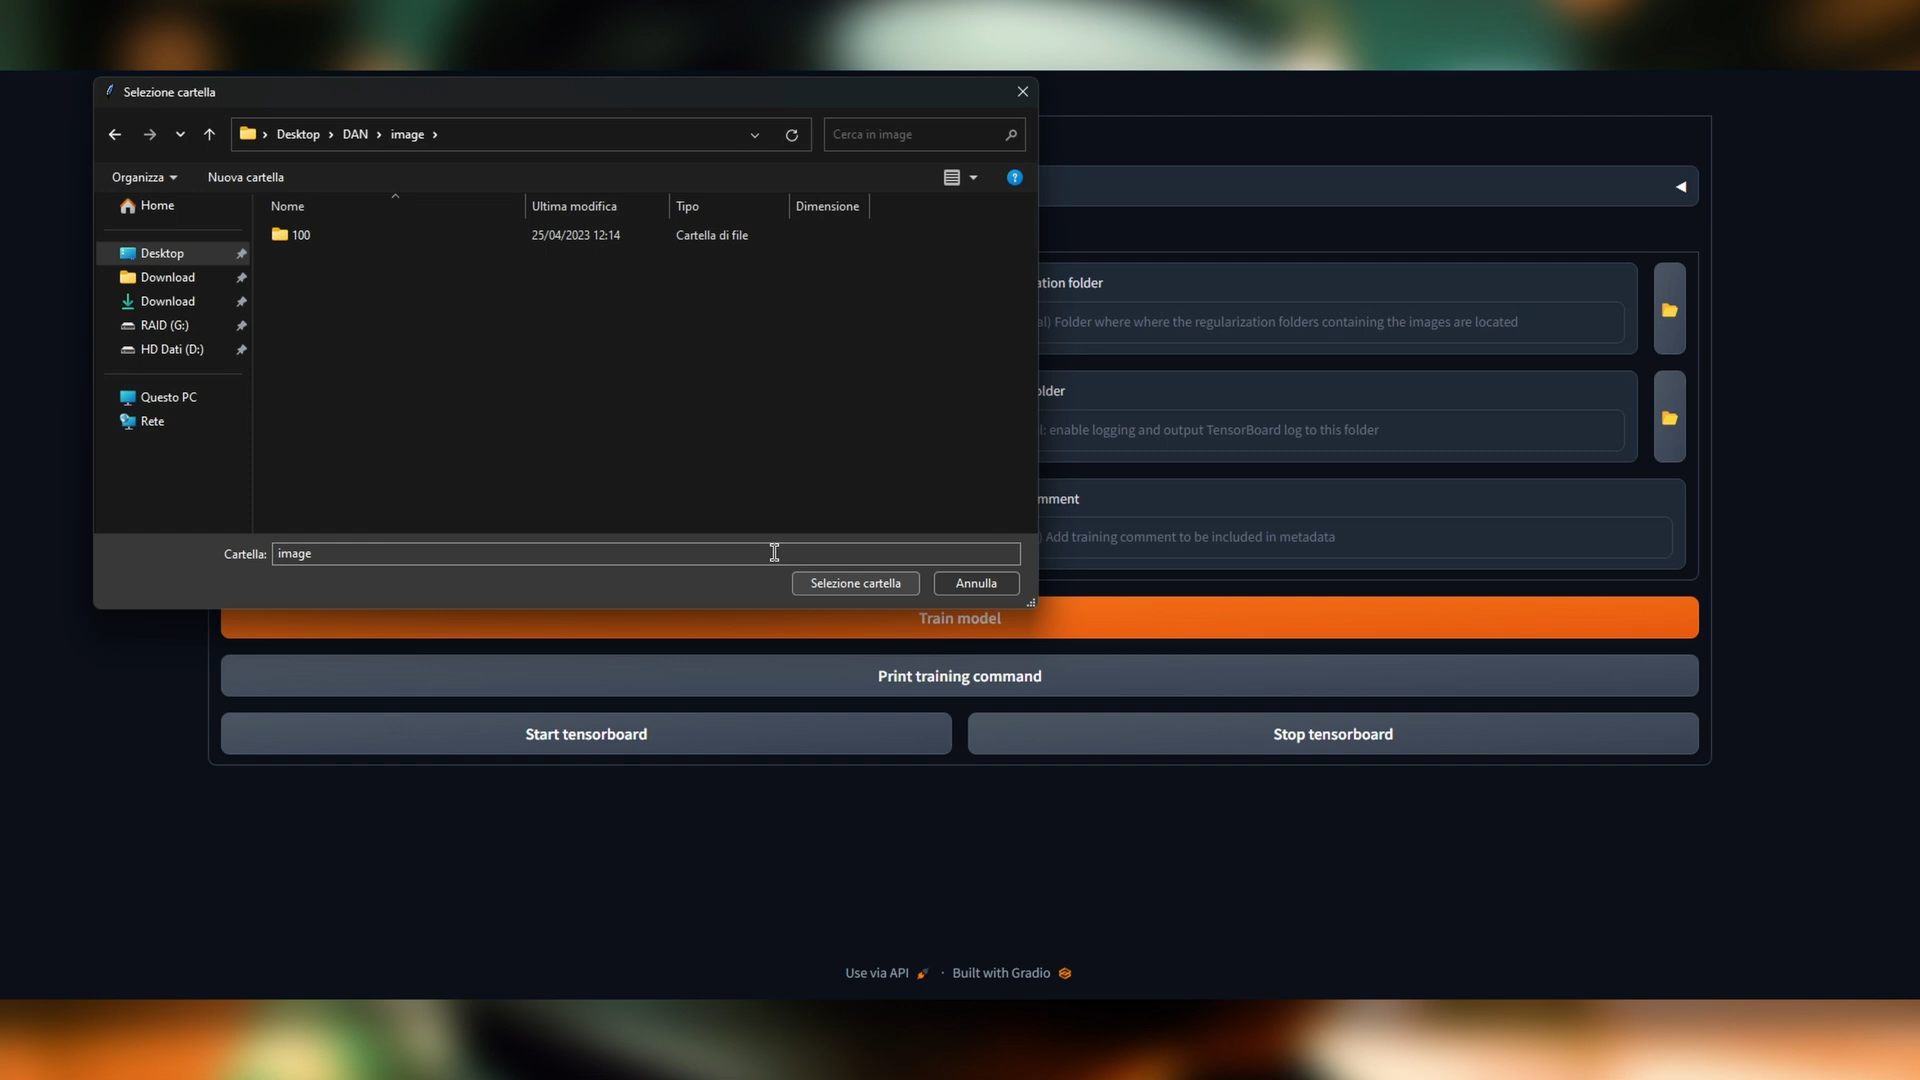 Selezione cartella
Desktop > DAN > image >
Cerca in image
Organizza
Nuova cartella
Home
Desktop
Download
Download
RAID (G:)
HD Dati (D:)
Questo PC
Rete
Nome
Ultima modifica
Tipo
Dimensione
100
25/04/2023 12:14
Cartella di file
Cartella:
image
Selezione cartella
Annulla
ation folder
al) Folder where where the regularization folders containing the images are located
older
l: enable logging and output TensorBoard log to this folder
mment
) Add training comment to be included in metadata
Train model
Print training command
Start tensorboard
Stop tensorboard
Use via API
·
Built with Gradio